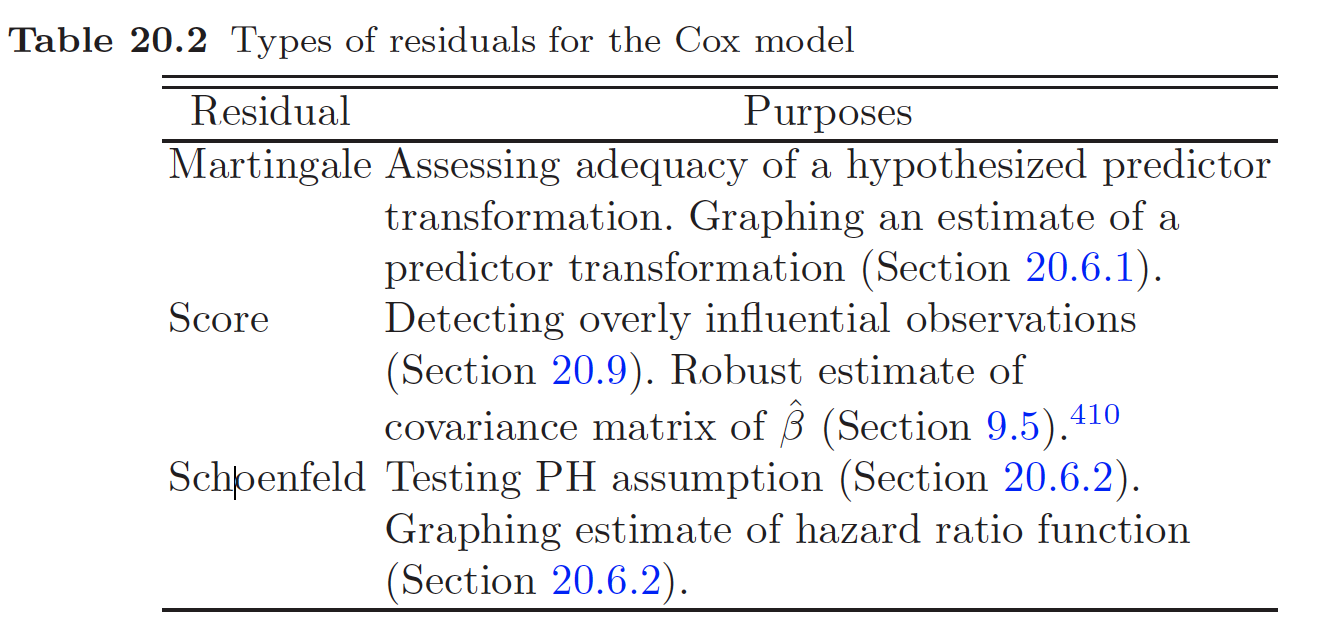 Table 20.2 Types of residuals for the Cox model
Residual Purposes
Martingale Assessing adequacy of a hypothesized predictor
transformation. Graphing an estimate of a
predictor transformation (Section 20.6.1).
Score Detecting overly influential observations
(Section 20.9). Robust estimate of
covariance matrix of β̂ (Section 9.5).⁴¹⁰
Schoenfeld Testing PH assumption (Section 20.6.2).
Graphing estimate of hazard ratio function
(Section 20.6.2).